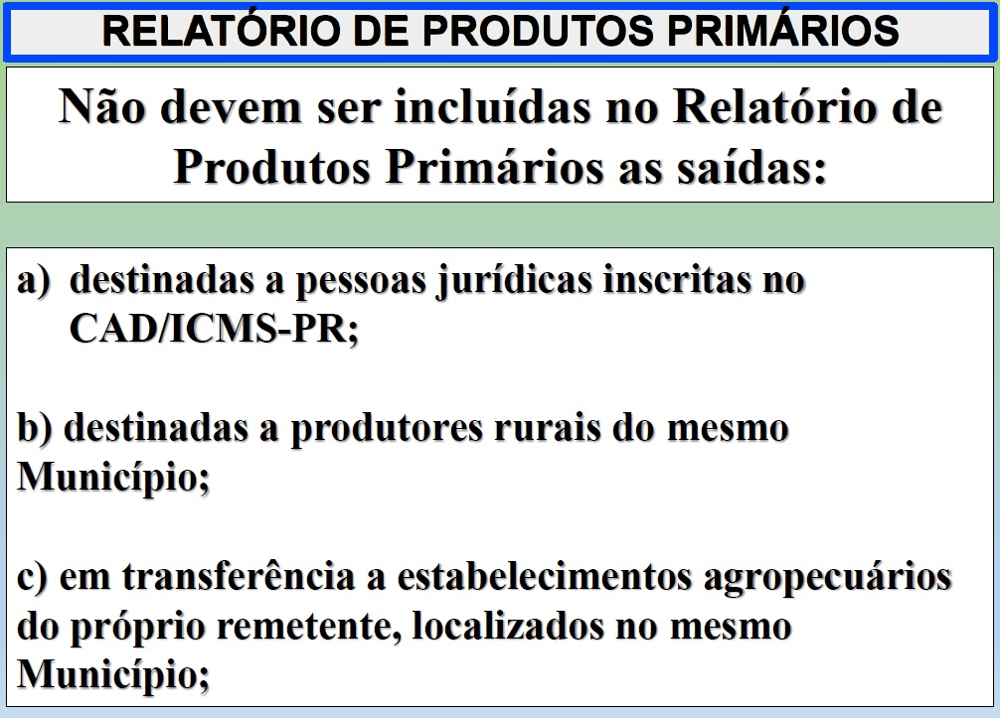 RELATÓRIO DE PRODUTOS PRIMÁRIOS
Não devem ser incluídas no Relatório de
Produtos Primários as saídas:
a) destinadas a pessoas jurídicas inscritas no
CAD/ICMS-PR;
b) destinadas a produtores rurais do mesmo
Município;
c) em transferência a estabelecimentos agropecuários
do próprio remetente, localizados no mesmo
Município;